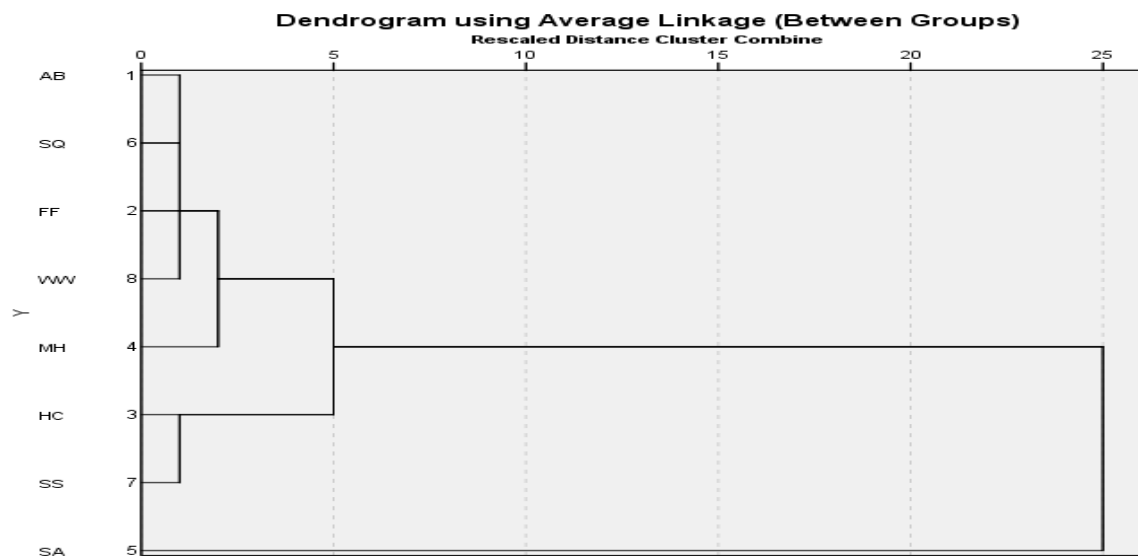 Dendrogram using Average Linkage (Between Groups)
Rescaled Distance Cluster Combine
0 5 10 15 20 25
AB 1
SQ 6
FF 2
VWV 8
Y
MH 4
HC 3
SS 7
SA 5